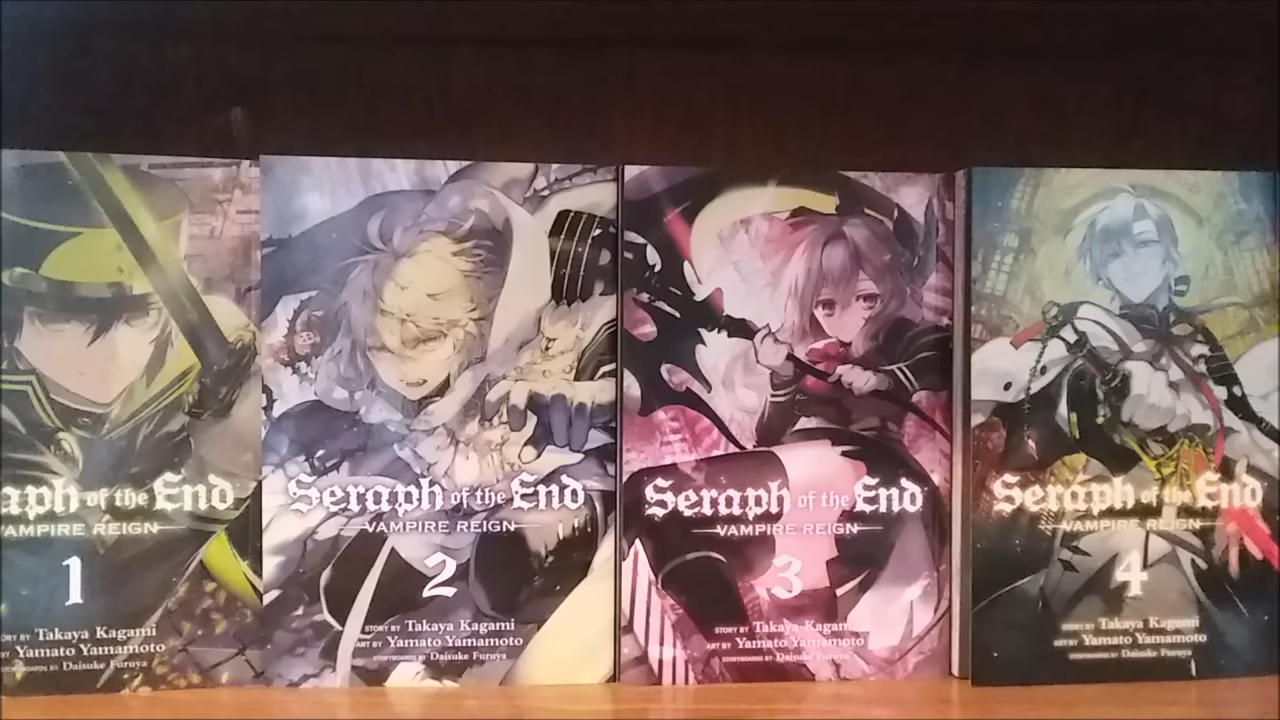 aph of the End
VAMPIRE REIGN
1
ORY BY Takaya Kagami
BY Yamato Yamamoto
STORYBOARDS BY Daisuke Furuya
Seraph of the End
VAMPIRE REIGN
2
STORY BY Takaya Kagami
ART BY Yamato Yamamoto
STORYBOARDS BY Daisuke Furuya
Seraph of the End
VAMPIRE REIGN
3
STORY BY Takaya Kagami
ART BY Yamato Yamamoto
STORYBOARDS BY Daisuke Furuya
Seraph of the End
VAMPIRE REIGN
4
STORY BY Takaya Kagami
ART BY Yamato Yamamoto
STORYBOARDS BY Daisuke Furuya